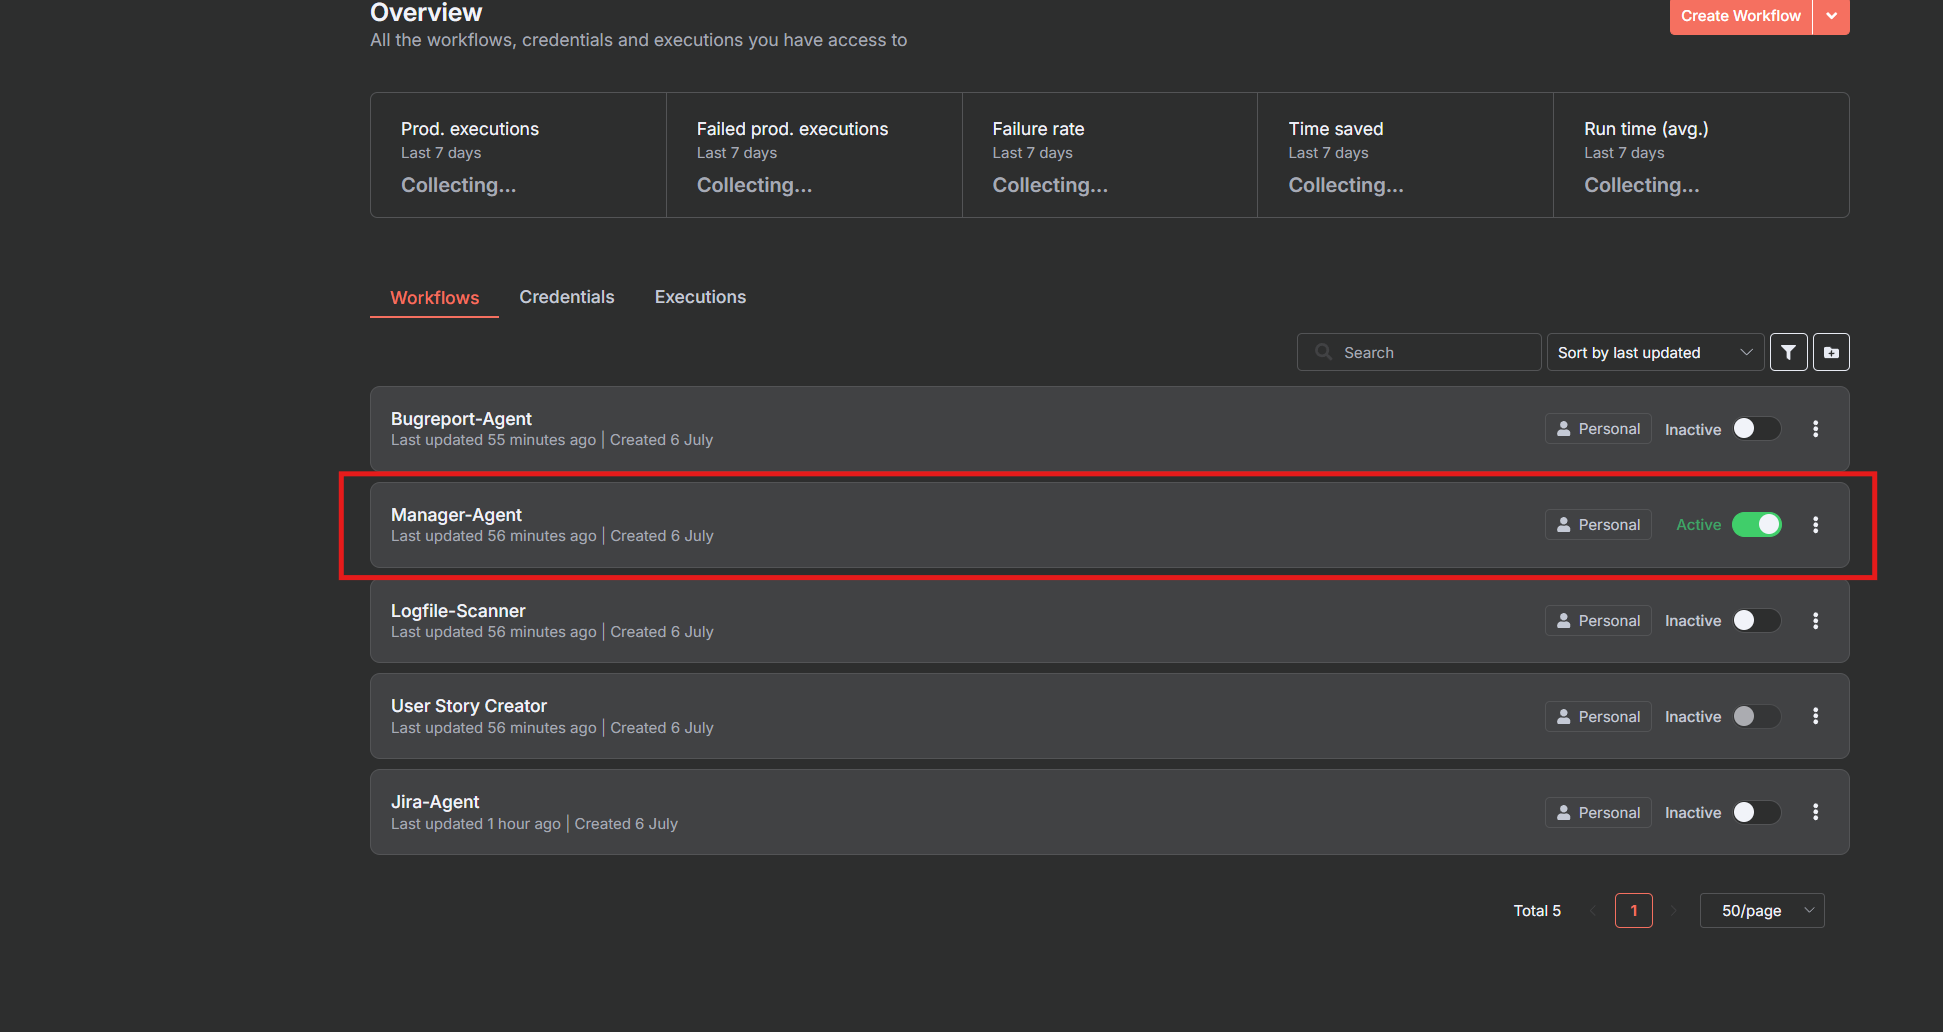 Overview
All the workflows, credentials and executions you have access to
Create Workflow
Prod. executions
Last 7 days
Collecting...
Failed prod. executions
Last 7 days
Collecting...
Failure rate
Last 7 days
Collecting...
Time saved
Last 7 days
Collecting...
Run time (avg.)
Last 7 days
Collecting...
Workflows
Credentials
Executions
Search
Sort by last updated
Bugreport-Agent
Last updated 55 minutes ago | Created 6 July
Personal
Inactive
Manager-Agent
Last updated 56 minutes ago | Created 6 July
Personal
Active
Logfile-Scanner
Last updated 56 minutes ago | Created 6 July
Personal
Inactive
User Story Creator
Last updated 56 minutes ago | Created 6 July
Personal
Inactive
Jira-Agent
Last updated 1 hour ago | Created 6 July
Personal
Inactive
Total 5
1
50/page